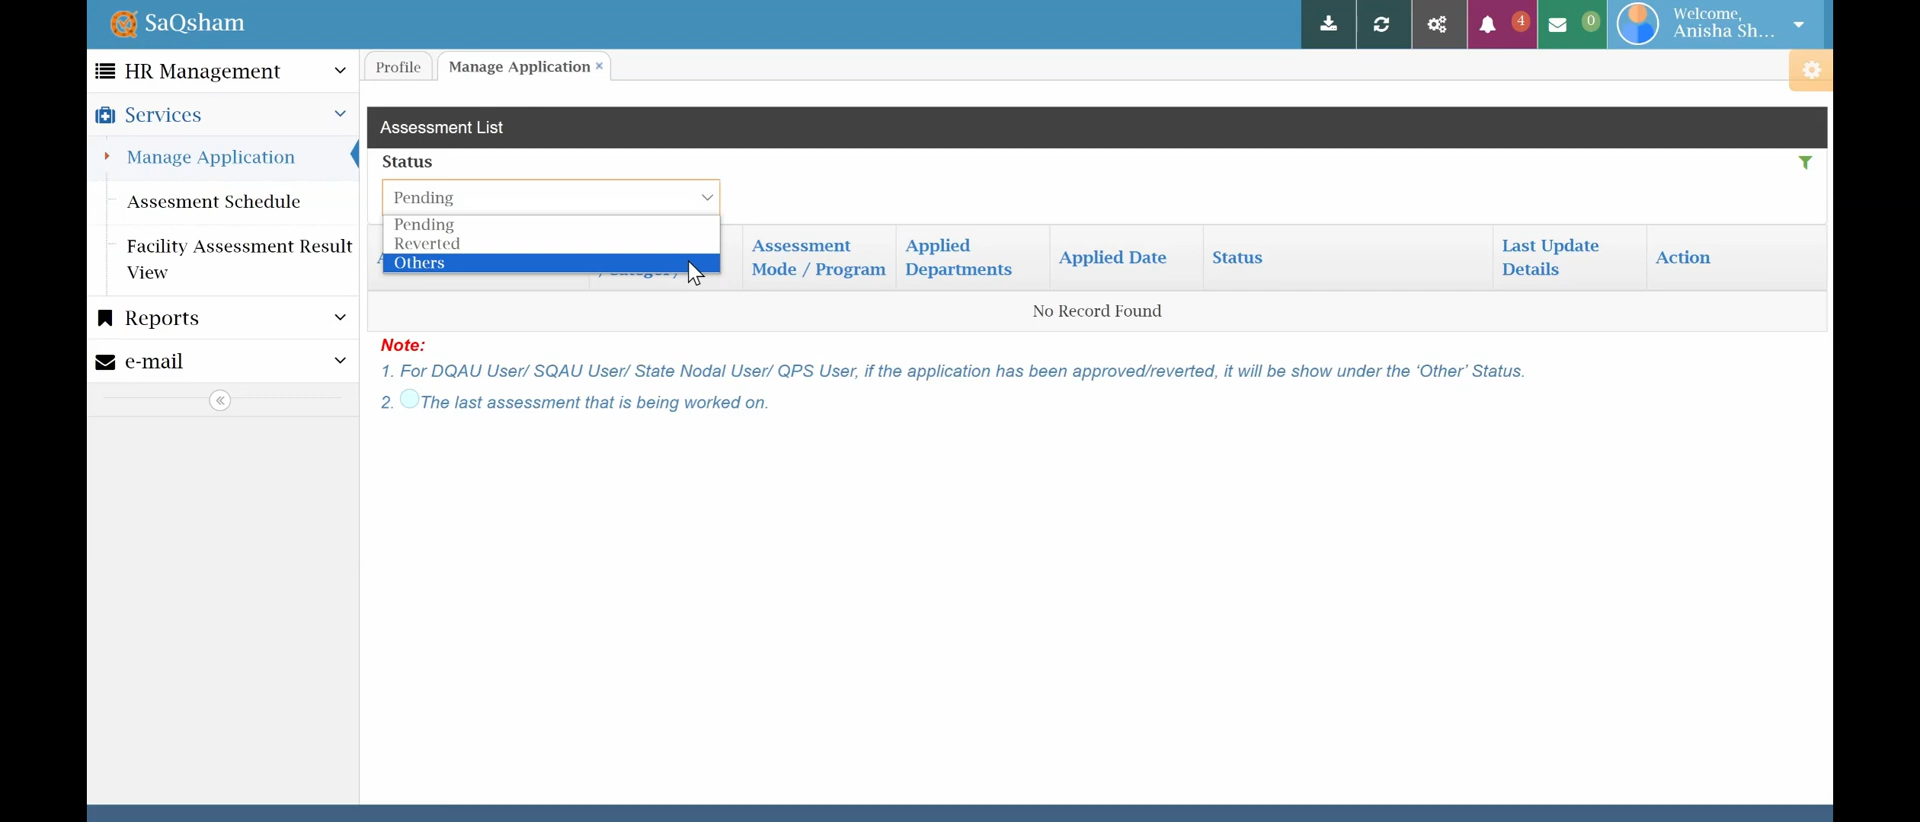 SaQsham
4
0
Welcome,
Anisha Sh...
HR Management
Services
Manage Application
Assesment Schedule
Facility Assessment Result
View
Reports
e-mail
Profile
Manage Application ×
Assessment List
Status
Pending
Pending
Reverted
Others
Assessment
Mode / Program
Applied
Departments
Applied Date
Status
Last Update
Details
Action
No Record Found
Note:
1. For DQAU User/ SQAU User/ State Nodal User/ QPS User, if the application has been approved/reverted, it will be show under the ‘Other’ Status.
2. The last assessment that is being worked on.